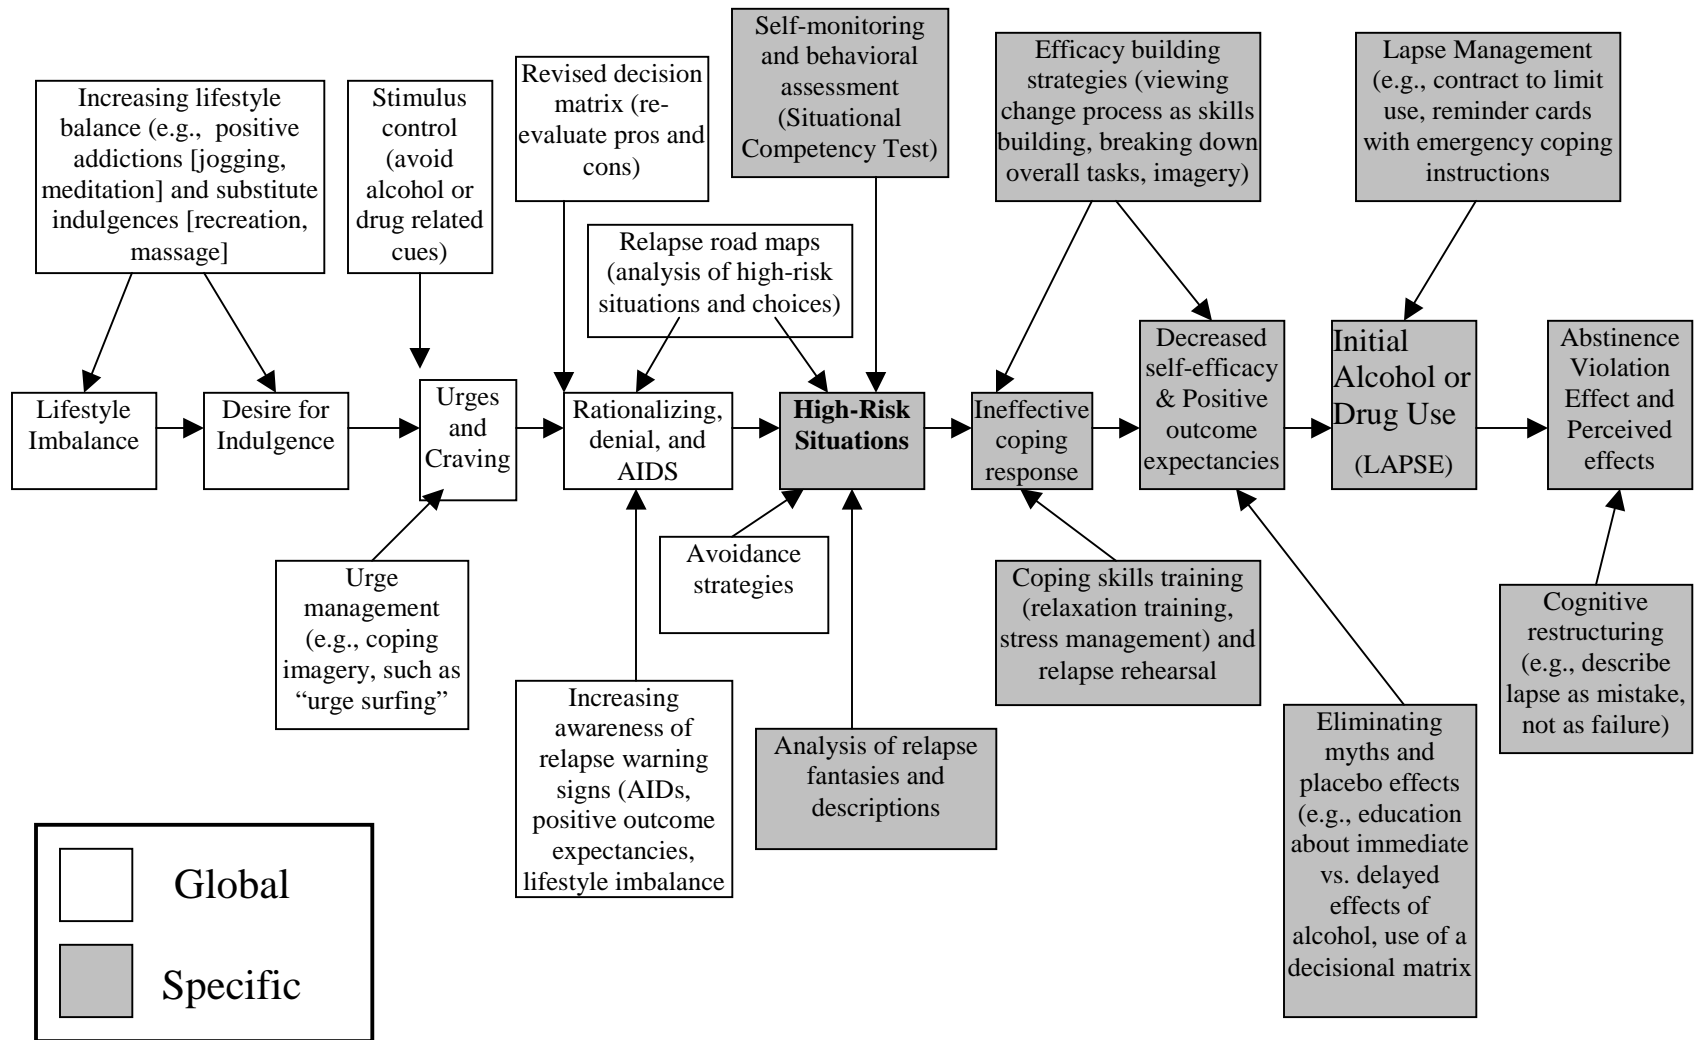 Self-monitoring
and behavioral
assessment
(Situational
Competency Test)
Efficacy building
strategies (viewing
change process as skills
building, breaking down
overall tasks, imagery)
Lapse Management
(e.g., contract to limit
use, reminder cards
with emergency coping
instructions
Revised decision
matrix (re-
evaluate pros and
cons)
Increasing lifestyle
balance (e.g.,  positive
addictions [jogging,
meditation] and substitute
indulgences [recreation,
massage]
Stimulus
control
(avoid
alcohol or
drug related
cues)
Relapse road maps
(analysis of high-risk
situations and choices)
Lifestyle
Imbalance
Desire for
Indulgence
Urges
and
Craving
Rationalizing,
denial, and
AIDS
High-Risk
Situations
Ineffective
coping
response
Decreased
self-efficacy
& Positive
outcome
expectancies
Initial
Alcohol or
Drug Use
(LAPSE)
Abstinence
Violation
Effect and
Perceived
effects
Urge
management
(e.g., coping
imagery, such as
“urge surfing”
Avoidance
strategies
Coping skills training
(relaxation training,
stress management) and
relapse rehearsal
Cognitive
restructuring
(e.g., describe
lapse as mistake,
not as failure)
Increasing
awareness of
relapse warning
signs (AIDs,
positive outcome
expectancies,
lifestyle imbalance
Analysis of relapse
fantasies and
descriptions
Eliminating
myths and
placebo effects
(e.g., education
about immediate
vs. delayed
effects of
alcohol, use of a
decisional matrix
Global
Specific